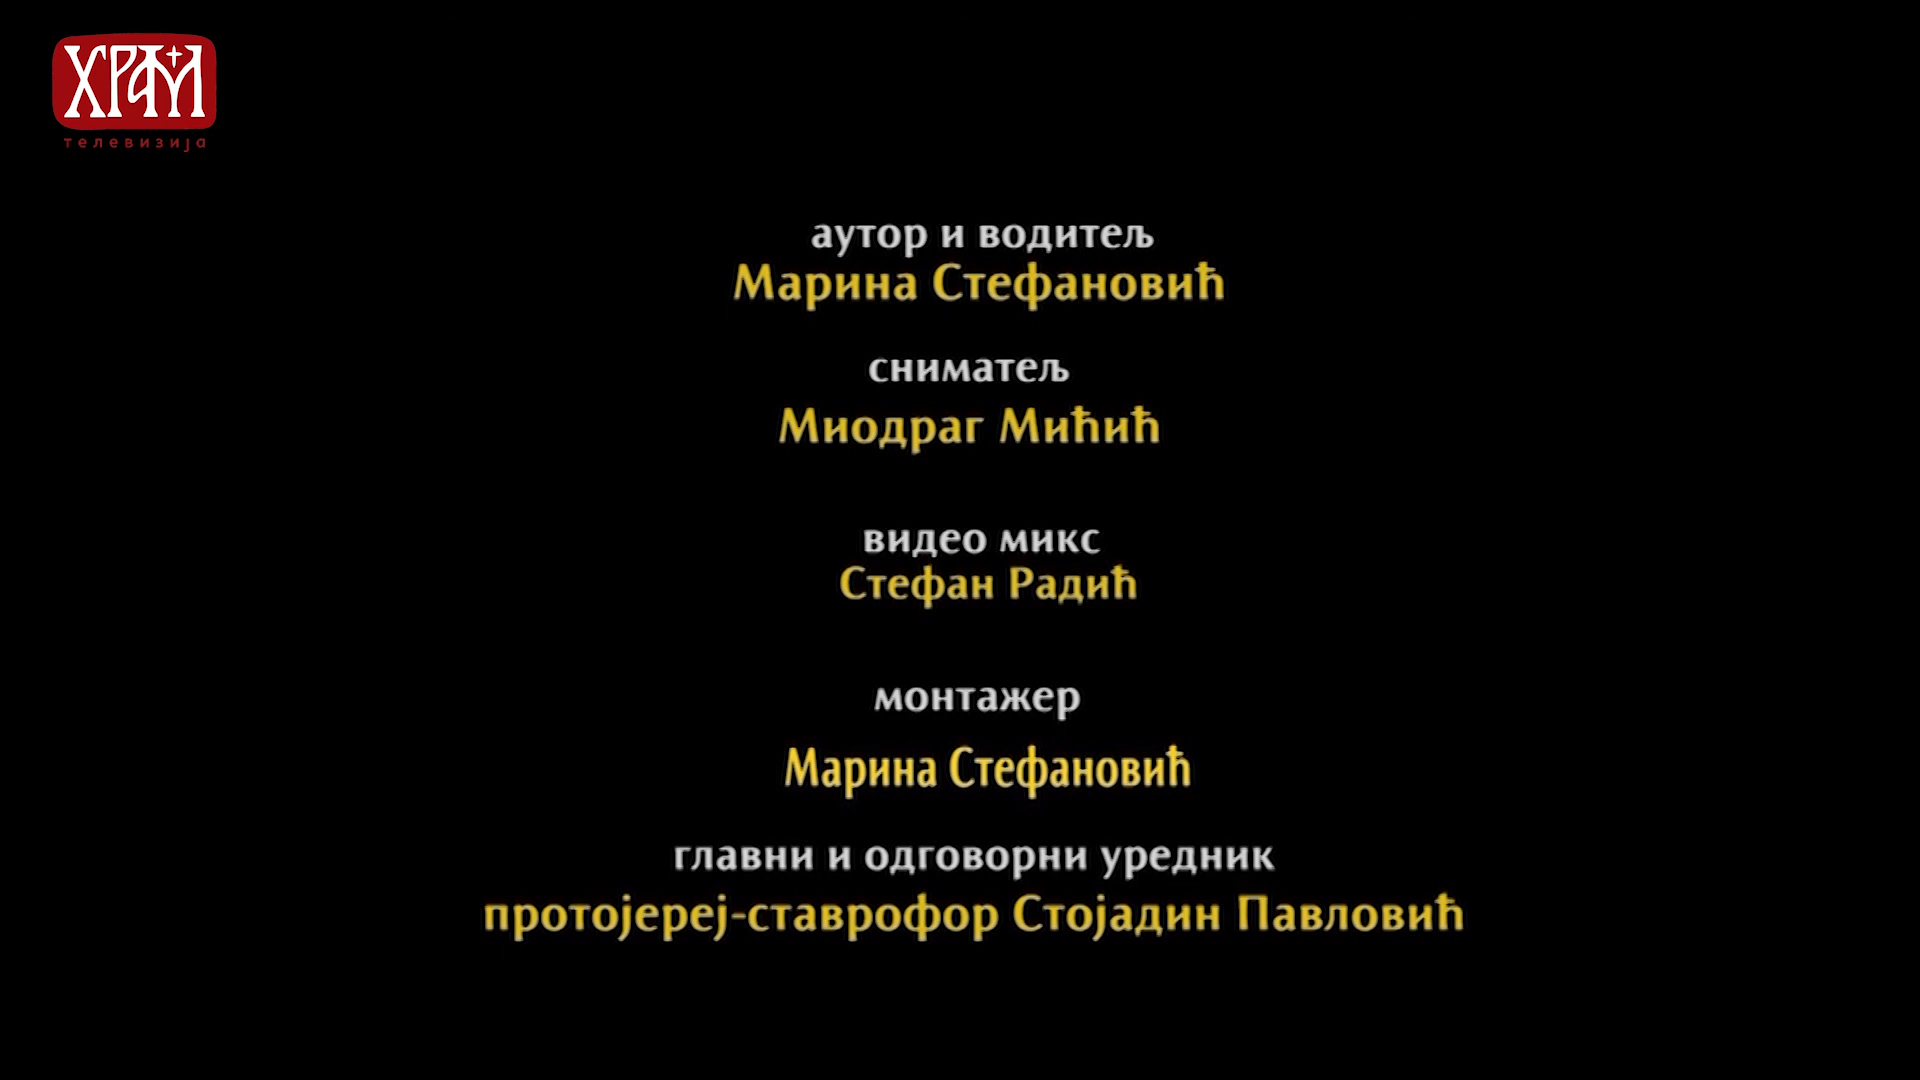 ХРАМ
телевизија
аутор и водитељ
Марина Стефановић
сниматељ
Миодраг Мићић
видео микс
Стефан Радић
монтажер
Марина Стефановић
главни и одговорни уредник
протојереј-ставрофор Стојадин Павловић